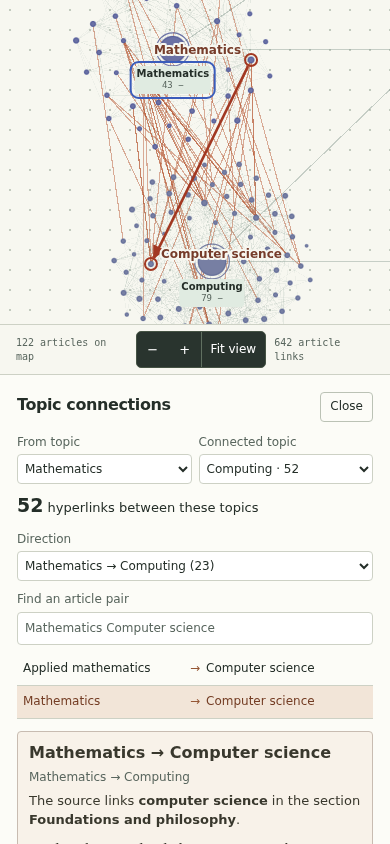 Mathematics
Mathematics
43 −
Computer science
Computing
79 −
122 articles on map
− + Fit view
642 article links
Topic connections
Close
From topic
Connected topic
Mathematics
Computing · 52
52 hyperlinks between these topics
Direction
Mathematics → Computing (23)
Find an article pair
Mathematics Computer science
Applied mathematics → Computer science
Mathematics → Computer science
Mathematics → Computer science
Mathematics → Computing
The source links computer science in the section
Foundations and philosophy.